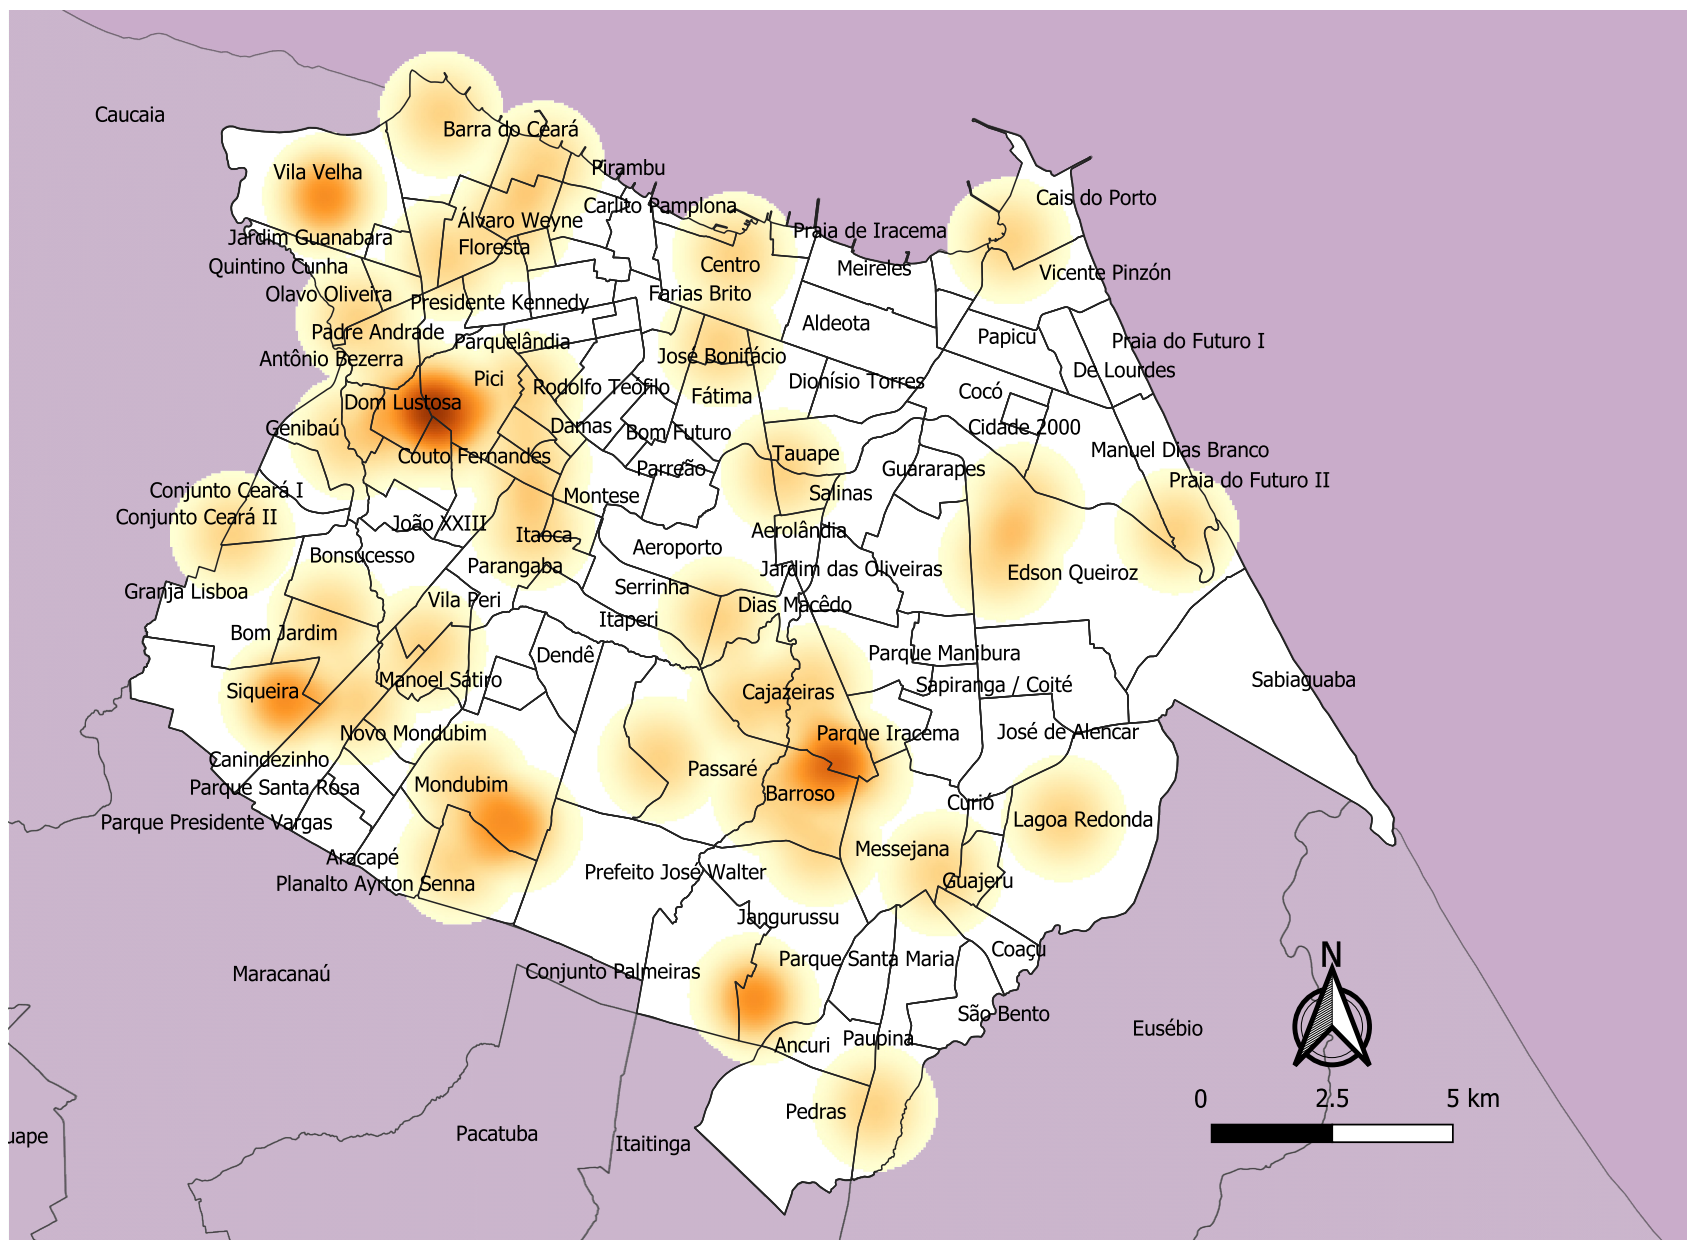 Caucaia
Barra do Ceará
Pirambu
Vila Velha
Cais do Porto
Carlito Pamplona
Álvaro Weyne
Praia de Iracema
Jardim Guanabara
Floresta
Quintino Cunha
Centro
Meireles
Vicente Pinzón
Olavo Oliveira
Presidente Kennedy
Farias Brito
Padre Andrade
Parquelândia
Aldeota
Papicu
Praia do Futuro I
Antônio Bezerra
José Bonifácio
De Lourdes
Pici
Rodolfo Teófilo
Dionísio Torres
Cocó
Dom Lustosa
Fátima
Genibaú
Damas
Bom Futuro
Cidade 2000
Couto Fernandes
Tauape
Manuel Dias Branco
Parreão
Guararapes
Praia do Futuro II
Conjunto Ceará I
Montese
Salinas
Conjunto Ceará II
João XXIII
Itaoca
Aerolândia
Bonsucesso
Aeroporto
Parangaba
Jardim das Oliveiras
Edson Queiroz
Granja Lisboa
Serrinha
Vila Peri
Dias Macêdo
Itaperi
Bom Jardim
Dendê
Parque Manibura
Manoel Sátiro
Sapiranga / Coité
Sabiaguaba
Siqueira
Cajazeiras
Novo Mondubim
Parque Iracema
José de Alencar
Canindezinho
Passaré
Parque Santa Rosa
Mondubim
Barroso
Curió
Parque Presidente Vargas
Lagoa Redonda
Aracapé
Messejana
Planalto Ayrton Senna
Prefeito José Walter
Guajeru
Jangurussu
Coaçu
Maracanaú
Conjunto Palmeiras
Parque Santa Maria
N
São Bento
Eusébio
Ancuri
Paupina
0 2.5 5 km
Pedras
uape
Pacatuba
Itaitinga